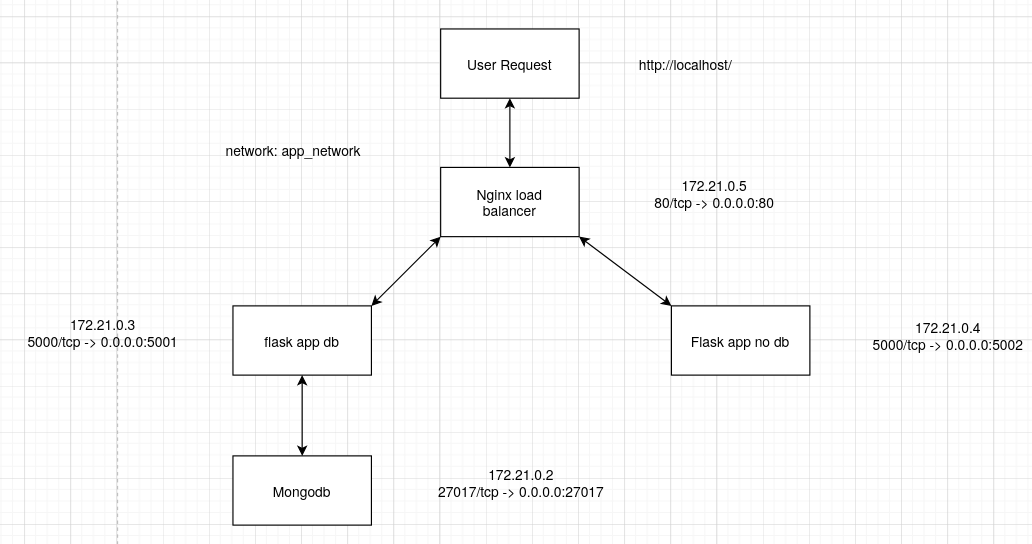 User Request
http://localhost/
network: app_network
Nginx load
balancer
172.21.0.5
80/tcp -> 0.0.0.0:80
172.21.0.3
5000/tcp -> 0.0.0.0:5001
flask app db
Flask app no db
172.21.0.4
5000/tcp -> 0.0.0.0:5002
Mongodb
172.21.0.2
27017/tcp -> 0.0.0.0:27017